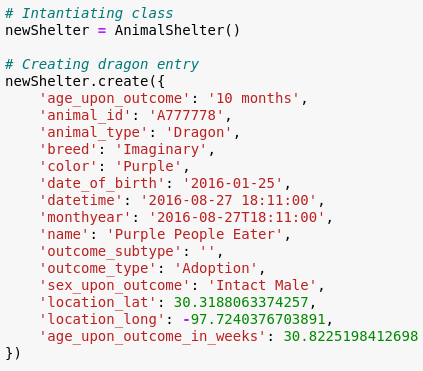 # Intantiating class
newShelter = AnimalShelter()

# Creating dragon entry
newShelter.create({
    'age_upon_outcome': '10 months',
    'animal_id': 'A777778',
    'animal_type': 'Dragon',
    'breed': 'Imaginary',
    'color': 'Purple',
    'date_of_birth': '2016-01-25',
    'datetime': '2016-08-27 18:11:00',
    'monthyear': '2016-08-27T18:11:00',
    'name': 'Purple People Eater',
    'outcome_subtype': '',
    'outcome_type': 'Adoption',
    'sex_upon_outcome': 'Intact Male',
    'location_lat': 30.3188063374257,
    'location_long': -97.7240376703891,
    'age_upon_outcome_in_weeks': 30.8225198412698
})